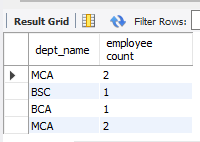 Result Grid Filter Rows:
dept_name employee
count
MCA 2
BSC 1
BCA 1
MCA 2